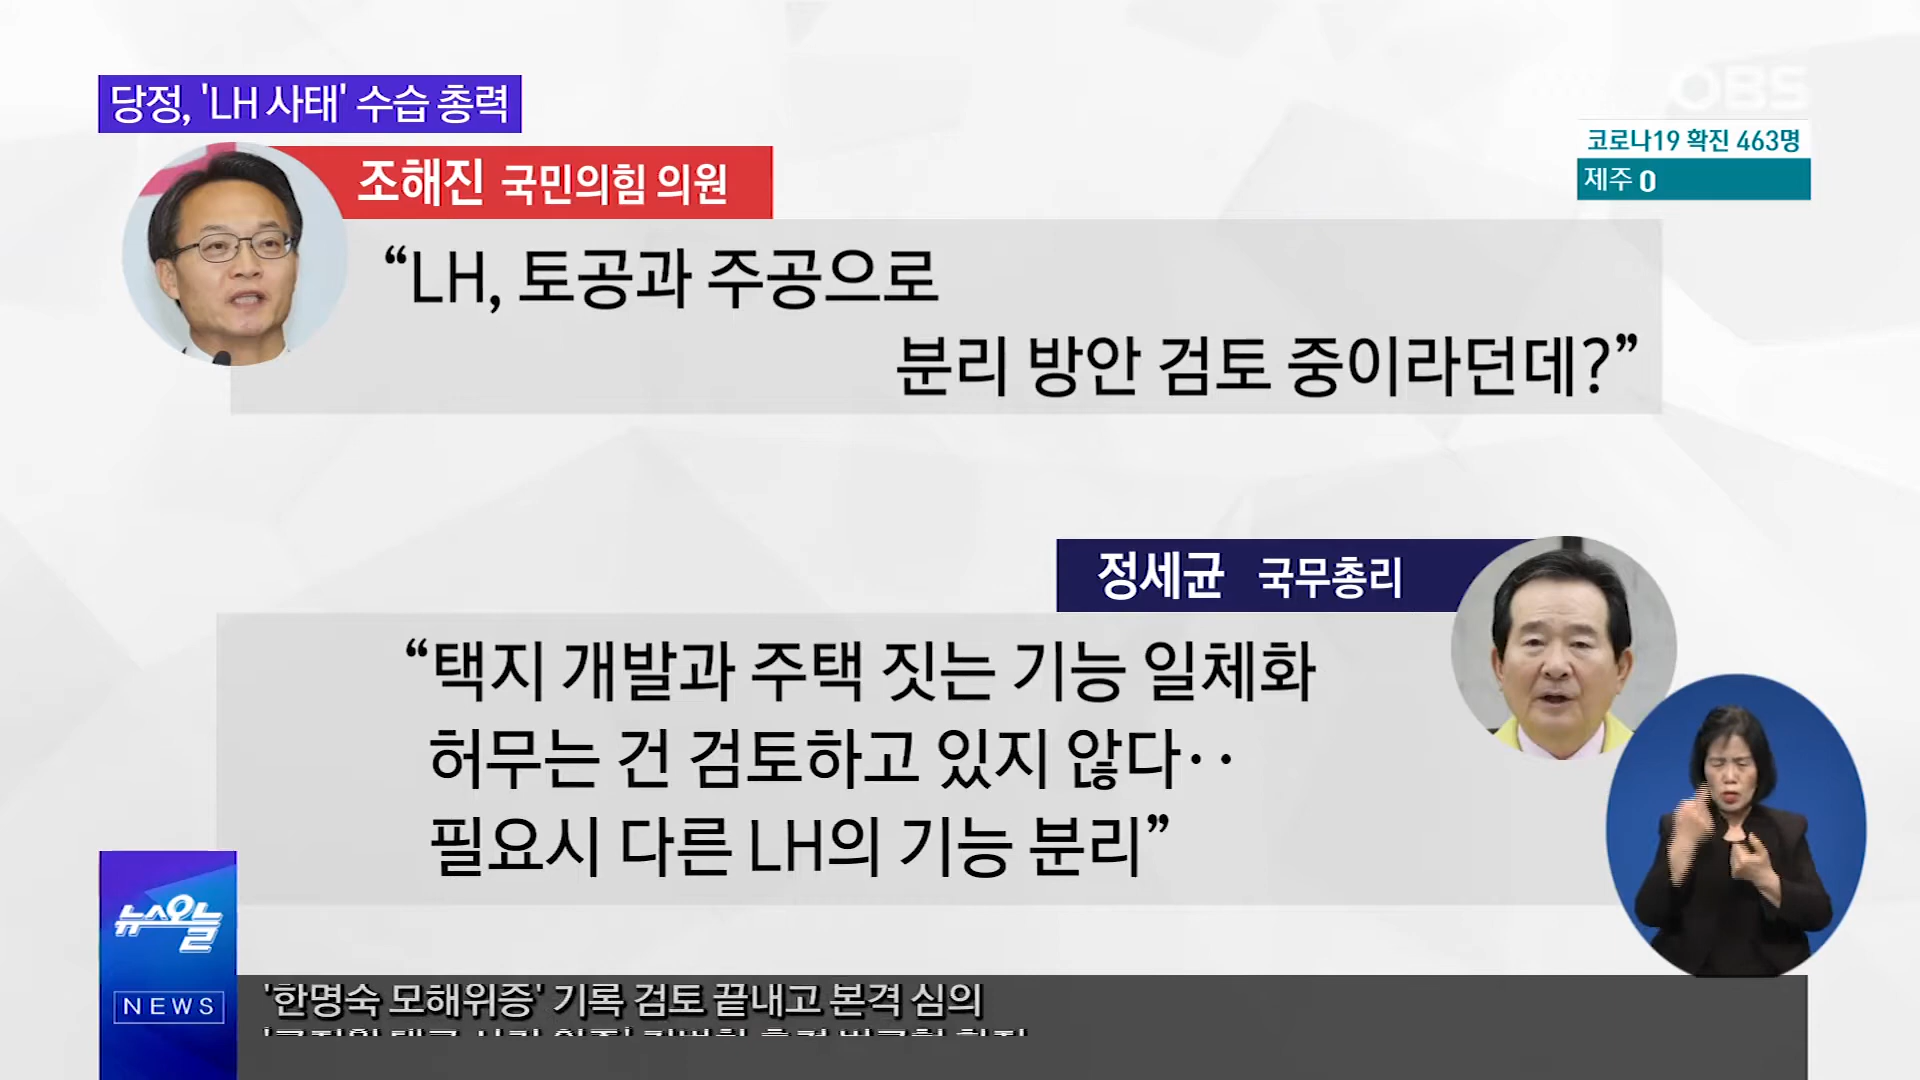 당정, 'LH 사태' 수습 총력
OBS
코로나19 확진 463명
제주 0
조해진 국민의힘 의원
“LH, 토공과 주공으로
분리 방안 검토 중이라던데?”
정세균 국무총리
“택지 개발과 주택 짓는 기능 일체화
허무는 건 검토하고 있지 않다‥
필요시 다른 LH의 기능 분리”
뉴스오늘
NEWS
'한명숙 모해위증' 기록 검토 끝내고 본격 심의